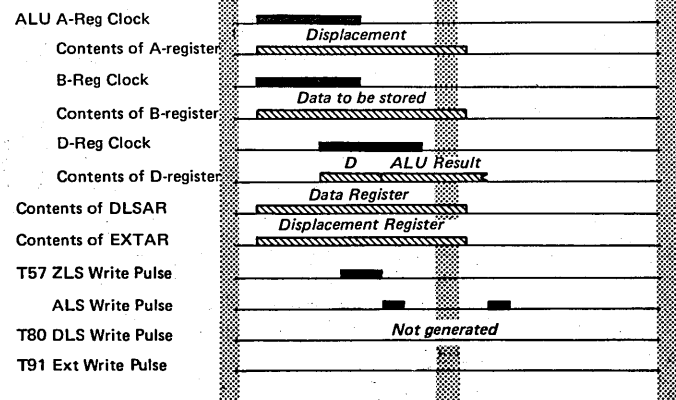 ALU A-Reg Clock
Displacement
Contents of A-register
B-Reg Clock
Data to be stored
Contents of B-register
D-Reg Clock
D ALU Result
Contents of D-register
Data Register
Contents of DLSAR
Displacement Register
Contents of EXTAR
T57 ZLS Write Pulse
ALS Write Pulse
T80 DLS Write Pulse Not generated
T91 Ext Write Pulse